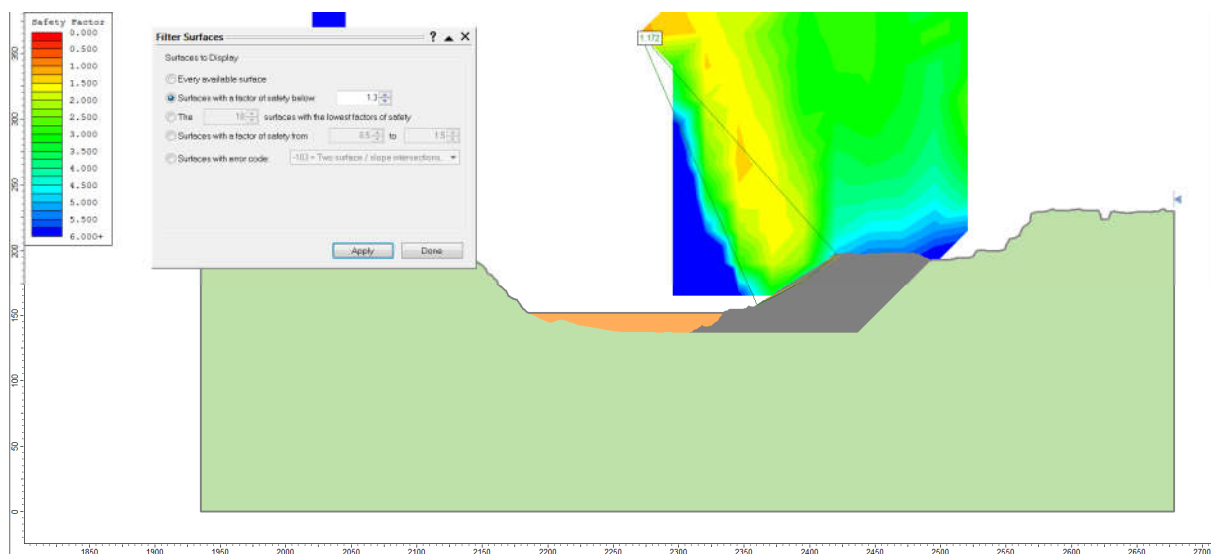 Safety Factor
0.000
0.500
1.000
1.500
2.000
2.500
3.000
3.500
4.000
4.500
5.000
5.500
6.000+
Filter Surfaces
?
Surfaces to Display
Every available surface
Surfaces with a factor of safety below: 1.3
The 10 surfaces with the lowest factors of safety
Surfaces with a factor of safety from 0.5 to 1.5
Surfaces with error code: -103 = Two surface / slope intersections...
Apply Done
1.172
350
300
250
200
150
100
50
0
1850 1900 1950 2000 2050 2100 2150 2200 2250 2300 2350 2400 2450 2500 2550 2600 2650 2700